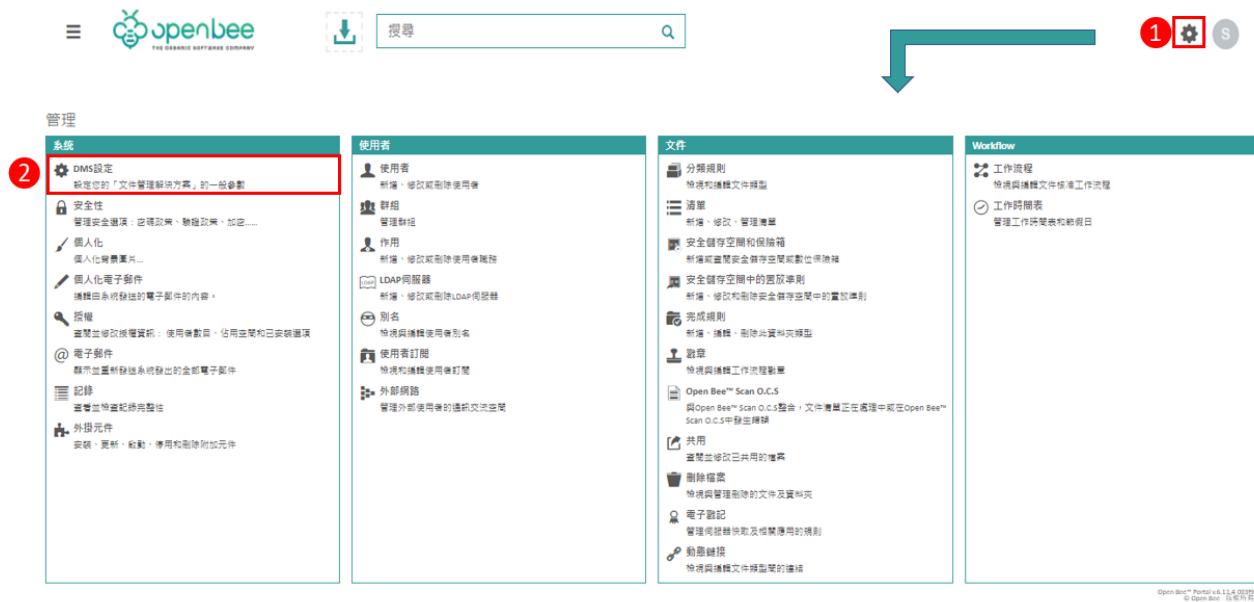 openbee
THE ORGANIC SOFTWARE COMPANY
搜尋
1
S
管理
系統
2
DMS設定
設定您的「文件管理解決方案」的一般參數
安全性
管理安全選項：密碼政策、驗證政策、加密......
個人化
個人化背景圖片...
個人化電子郵件
編輯由系統發送的電子郵件的內容。
授權
查閱並修改授權資訊：使用者數目、佔用空間和已安裝選項
電子郵件
顯示並重新發送系統發出的全部電子郵件
記錄
查看並檢查記錄完整性
外掛元件
安裝、更新、啟動、停用和刪除附加元件
使用者
使用者
新增、修改或刪除使用者
群組
管理群組
作用
新增、修改或刪除使用者職務
LDAP
LDAP伺服器
新增、修改或刪除LDAP伺服器
別名
檢視與編輯使用者別名
使用者訂閱
檢視和編輯使用者訂閱
外部網路
管理外部使用者的通訊交流空間
文件
分類規則
檢視和編輯文件類型
清單
新增、修改、管理清單
安全儲存空間和保險箱
新增或查閱安全儲存空間或數位保險箱
安全儲存空間中的置放準則
新增、修改和刪除安全儲存空間中的置放準則
完成規則
新增、編輯、刪除此資料夾類型
戳章
檢視與編輯工作流程戳章
Open Bee™ Scan O.C.S
與Open Bee™ Scan O.C.S整合，文件清單正在處理中或在Open Bee™
Scan O.C.S中發生錯誤
共用
查閱並修改已共用的檔案
刪除檔案
檢視與管理刪除的文件及資料夾
電子戳記
管理伺服器快取及相關應用的規則
動態鏈接
檢視與編輯文件類型間的連結
Workflow
工作流程
檢視與編輯文件核准工作流程
工作時間表
管理工作時間表和節假日
Open Bee™ Portal v.6.11.4
© Open Bee 版權所有